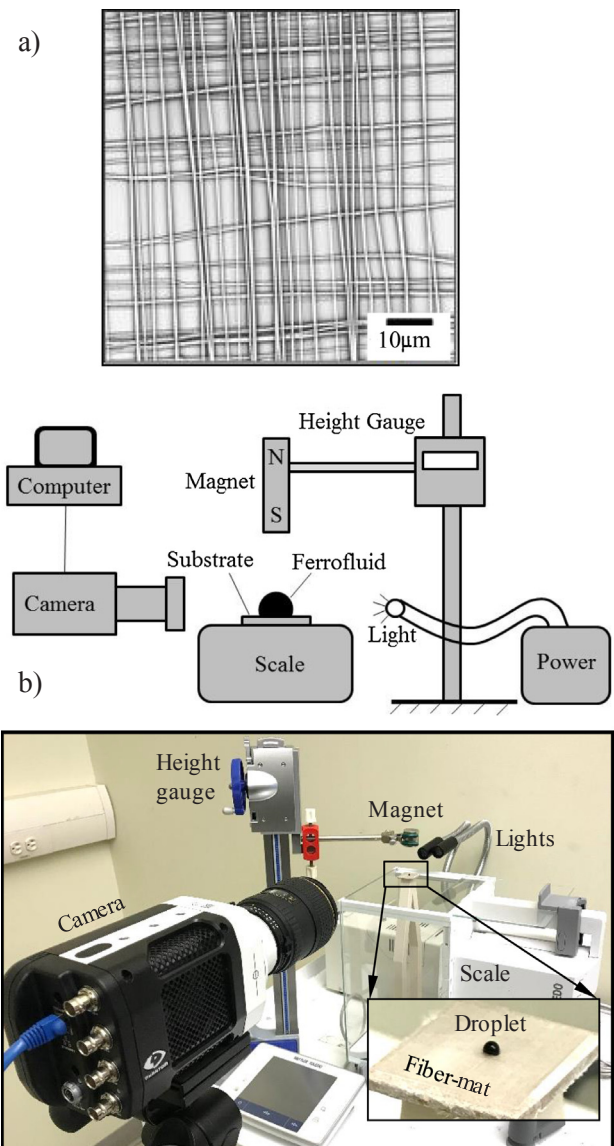 a)
10µm
Height Gauge
N
Magnet
S
Computer
Substrate
Ferrofluid
Camera
Light
Scale
Power
b)
Height
gauge
Magnet
Lights
Camera
Scale
Droplet
Fiber-mat